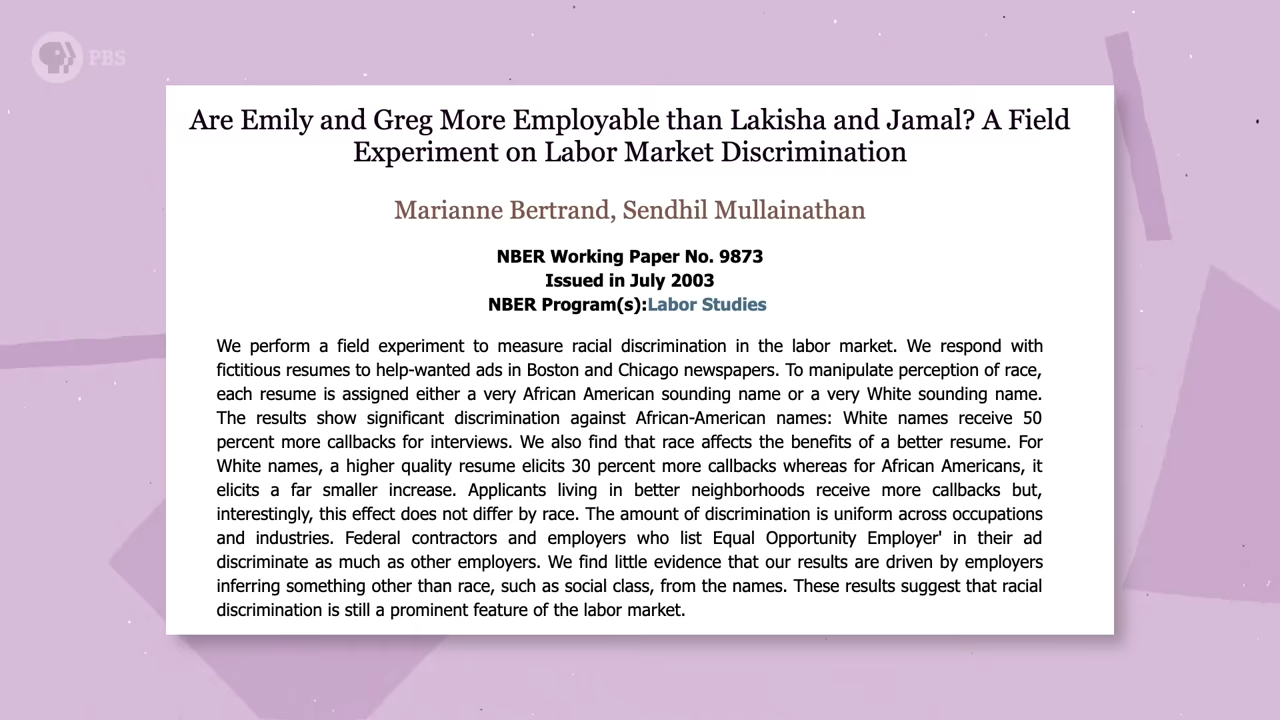 PBS
Are Emily and Greg More Employable than Lakisha and Jamal? A Field
Experiment on Labor Market Discrimination
Marianne Bertrand, Sendhil Mullainathan
NBER Working Paper No. 9873
Issued in July 2003
NBER Program(s):Labor Studies
We perform a field experiment to measure racial discrimination in the labor market. We respond with
fictitious resumes to help-wanted ads in Boston and Chicago newspapers. To manipulate perception of race,
each resume is assigned either a very African American sounding name or a very White sounding name.
The results show significant discrimination against African-American names: White names receive 50
percent more callbacks for interviews. We also find that race affects the benefits of a better resume. For
White names, a higher quality resume elicits 30 percent more callbacks whereas for African Americans, it
elicits a far smaller increase. Applicants living in better neighborhoods receive more callbacks but,
interestingly, this effect does not differ by race. The amount of discrimination is uniform across occupations
and industries. Federal contractors and employers who list Equal Opportunity Employer' in their ad
discriminate as much as other employers. We find little evidence that our results are driven by employers
inferring something other than race, such as social class, from the names. These results suggest that racial
discrimination is still a prominent feature of the labor market.